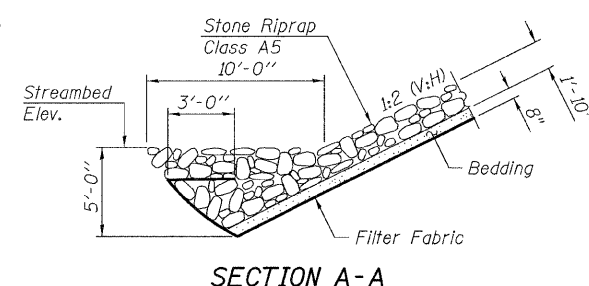 Stone Riprap
Class A5
10'-0"
Streambed
Elev.
3'-0"
1:2 (V:H)
1'-10
8"
5'-0"
Bedding
Filter Fabric
SECTION A-A